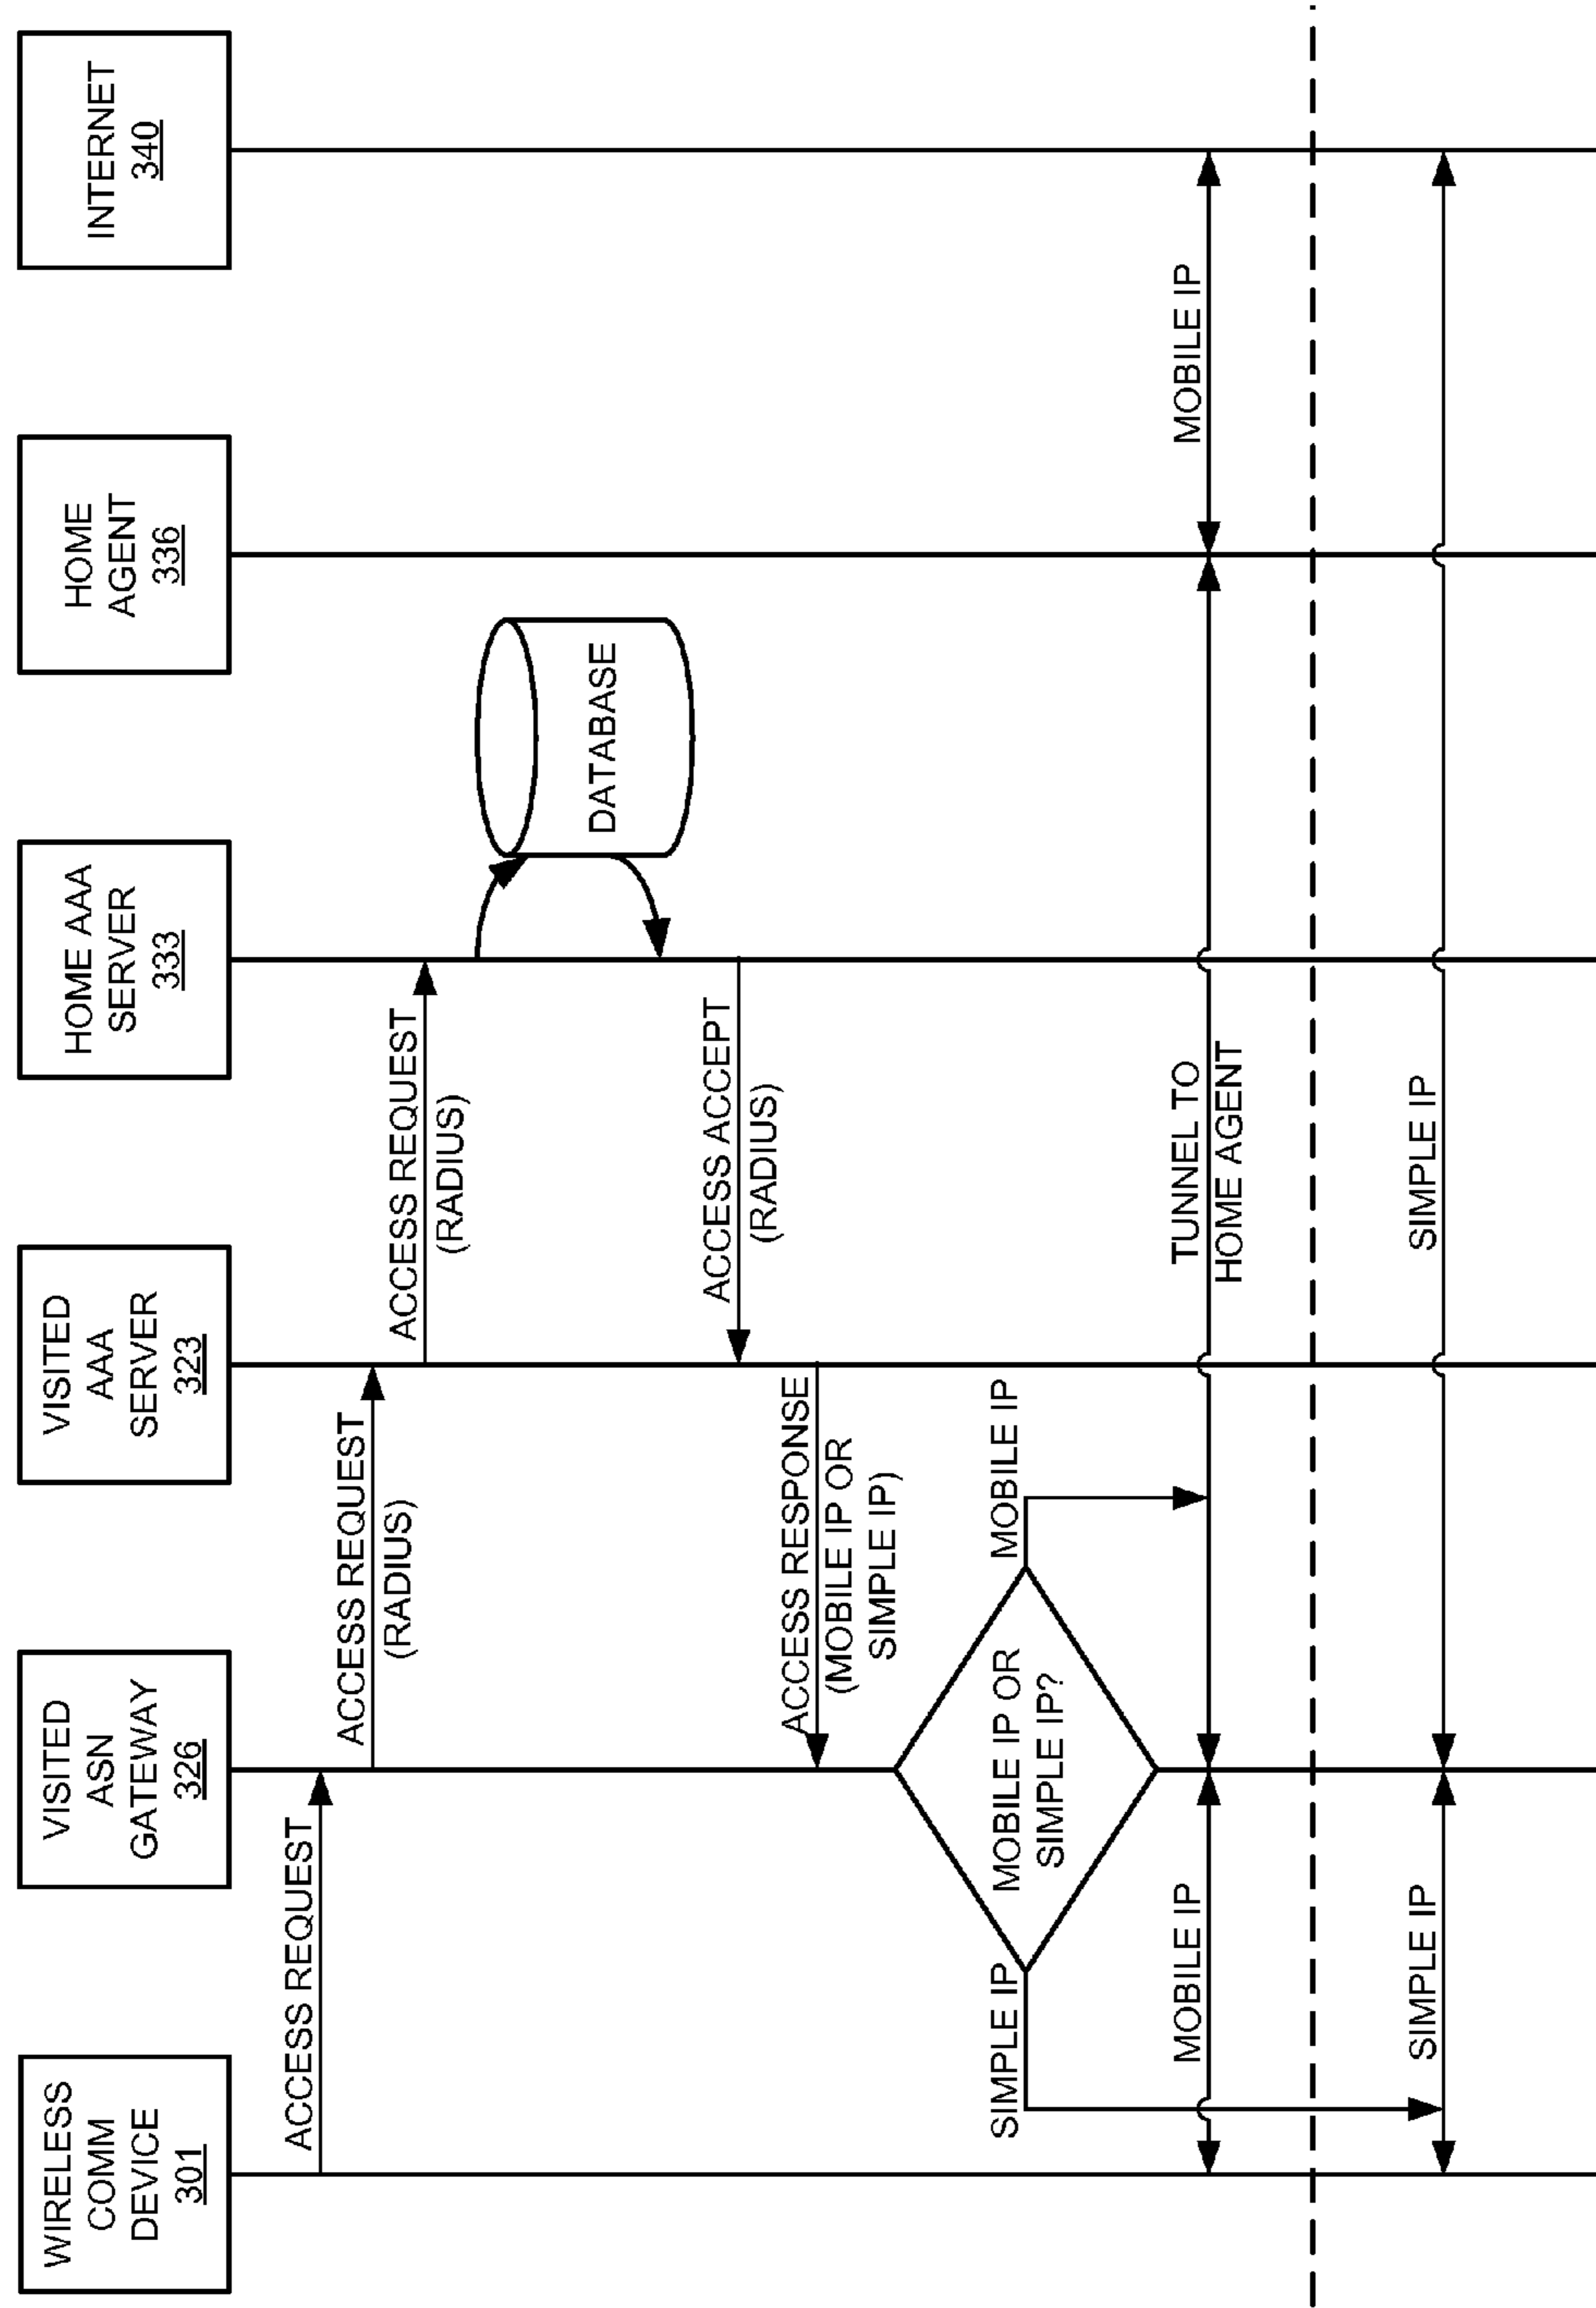 WIRELESS
COMM
DEVICE
301
VISITED
ASN
GATEWAY
326
VISITED
AAA
SERVER
323
HOME AAA
SERVER
333
HOME
AGENT
336
INTERNET
340
ACCESS REQUEST
ACCESS REQUEST
(RADIUS)
ACCESS REQUEST
(RADIUS)
DATABASE
ACCESS ACCEPT
(RADIUS)
ACCESS RESPONSE
(MOBILE IP OR
SIMPLE IP)
SIMPLE IP
MOBILE IP OR
SIMPLE IP?
MOBILE IP
MOBILE IP
TUNNEL TO
HOME AGENT
MOBILE IP
SIMPLE IP
SIMPLE IP